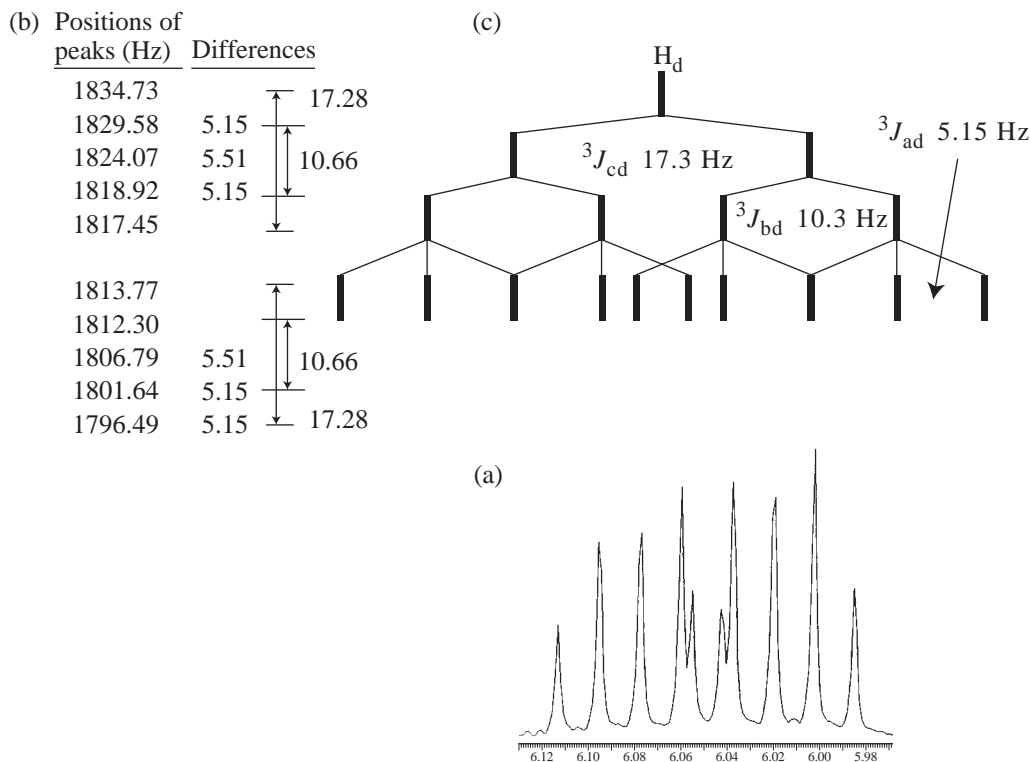 (b) Positions of
peaks (Hz) Differences
1834.73
17.28
1829.58 5.15
1824.07 5.51 10.66
1818.92 5.15
1817.45
1813.77
1812.30
1806.79 5.51 10.66
1801.64 5.15
1796.49 5.15 17.28
(c)
Hd
3Jcd 17.3 Hz
3Jad 5.15 Hz
3Jbd 10.3 Hz
(a)
6.12 6.10 6.08 6.06 6.04 6.02 6.00 5.98